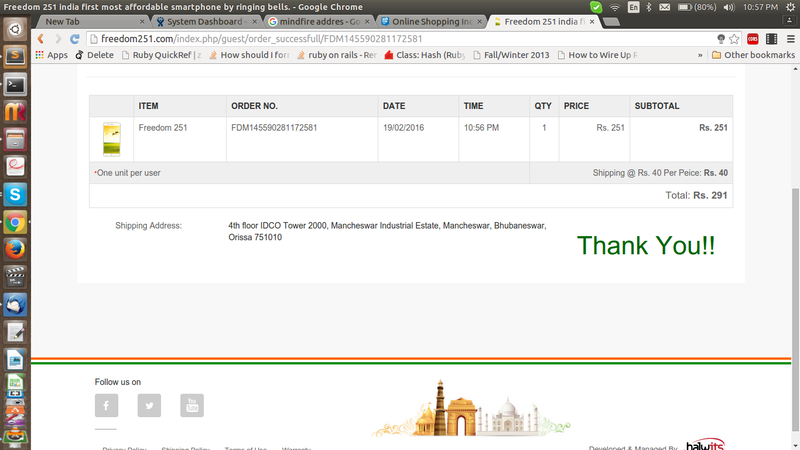 Freedom 251 india first most affordable smartphone by ringing bells. - Google Chrome
En (80%) 10:57 PM
New Tab
System Dashboard -
mindfire addres - Go
Online Shopping Ind
Freedom 251 india fi
freedom251.com/index.php/guest/order_successfull/FDM145590281172581
Apps Delete Ruby QuickRef | z How should I for ruby on rails - Rer Class: Hash (Ruby Fall/Winter 2013 How to Wire Up R » Other bookmarks
ITEM ORDER NO. DATE TIME QTY PRICE SUBTOTAL
Freedom 251 FDM145590281172581 19/02/2016 10:56 PM 1 Rs. 251 Rs. 251
*One unit per user Shipping @ Rs. 40 Per Peice: Rs. 40
Total: Rs. 291
Shipping Address: 4th floor IDCO Tower 2000, Mancheswar Industrial Estate, Mancheswar, Bhubaneswar,
Orissa 751010
Thank You!!
Follow us on
Privacy Policy Shipping Policy Terms of Use Warranty Developed & Managed By halwits